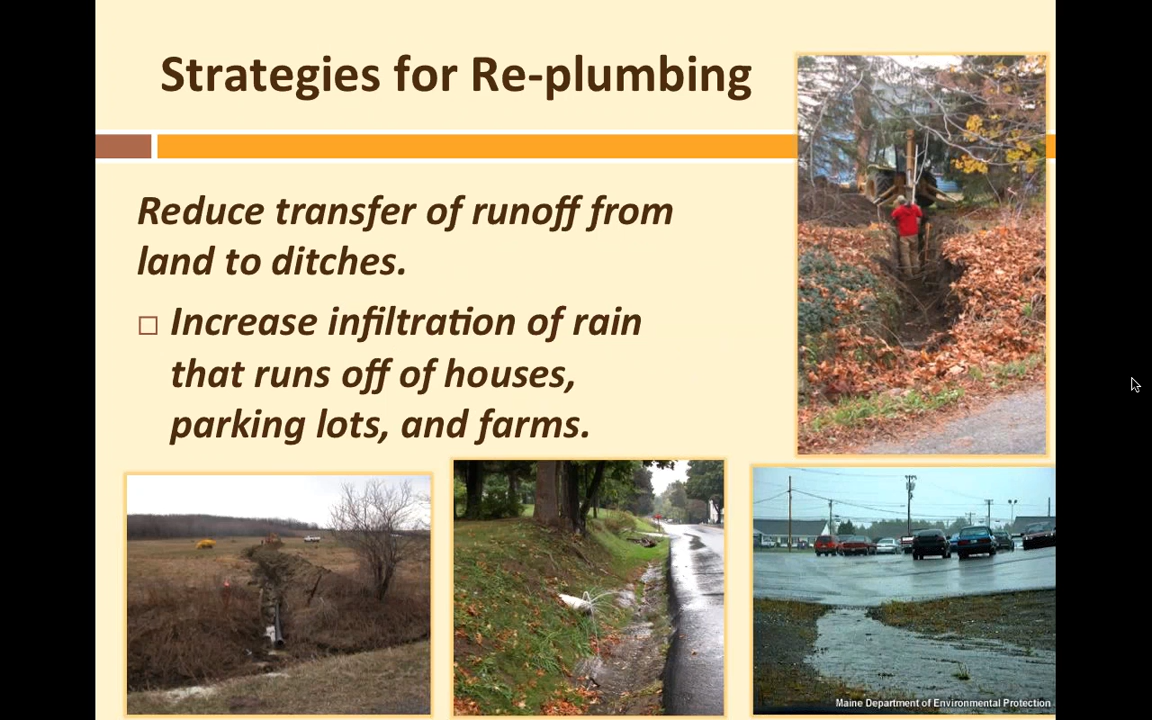 Strategies for Re-plumbing
Reduce transfer of runoff from
land to ditches.
Increase infiltration of rain
that runs off of houses,
parking lots, and farms.
Maine Department of Environmental Protection